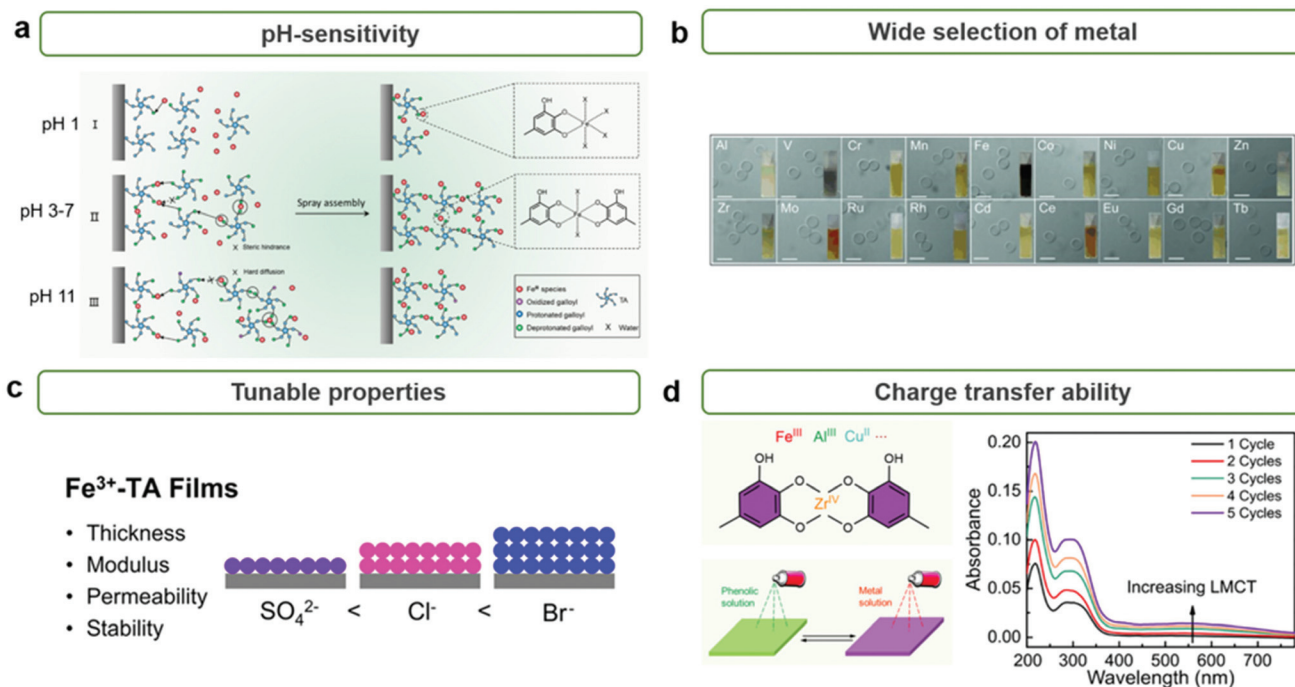 a
pH-sensitivity
pH 1
I
OH
O
O
Fe
X
X
X
X
pH 3-7
II
X
Spray assembly
X Steric hindrance
OH
O
O
Fe
O
O
OH
X
X
pH 11
III
X Hard diffusion
X
Feᴵᴵᴵ species
Oxidized galloyl
Protonated galloyl
Deprotonated galloyl
TA
X Water
b
Wide selection of metal
Al V Cr Mn Fe Co Ni Cu Zn
Zr Mo Ru Rh Cd Ce Eu Gd Tb
c
Tunable properties
Fe³⁺-TA Films
• Thickness
• Modulus
• Permeability
• Stability
SO₄²⁻ < Cl⁻ < Br⁻
d
Charge transfer ability
Feᴵᴵᴵ Alᴵᴵᴵ Cuᴵᴵ ···
OH OH
O O
Zrᴵⱽ
O O
Phenolic
solution
Metal
solution
Absorbance
0.20
0.15
0.10
0.05
0.00
1 Cycle
2 Cycles
3 Cycles
4 Cycles
5 Cycles
Increasing LMCT
200 300 400 500 600 700
Wavelength (nm)